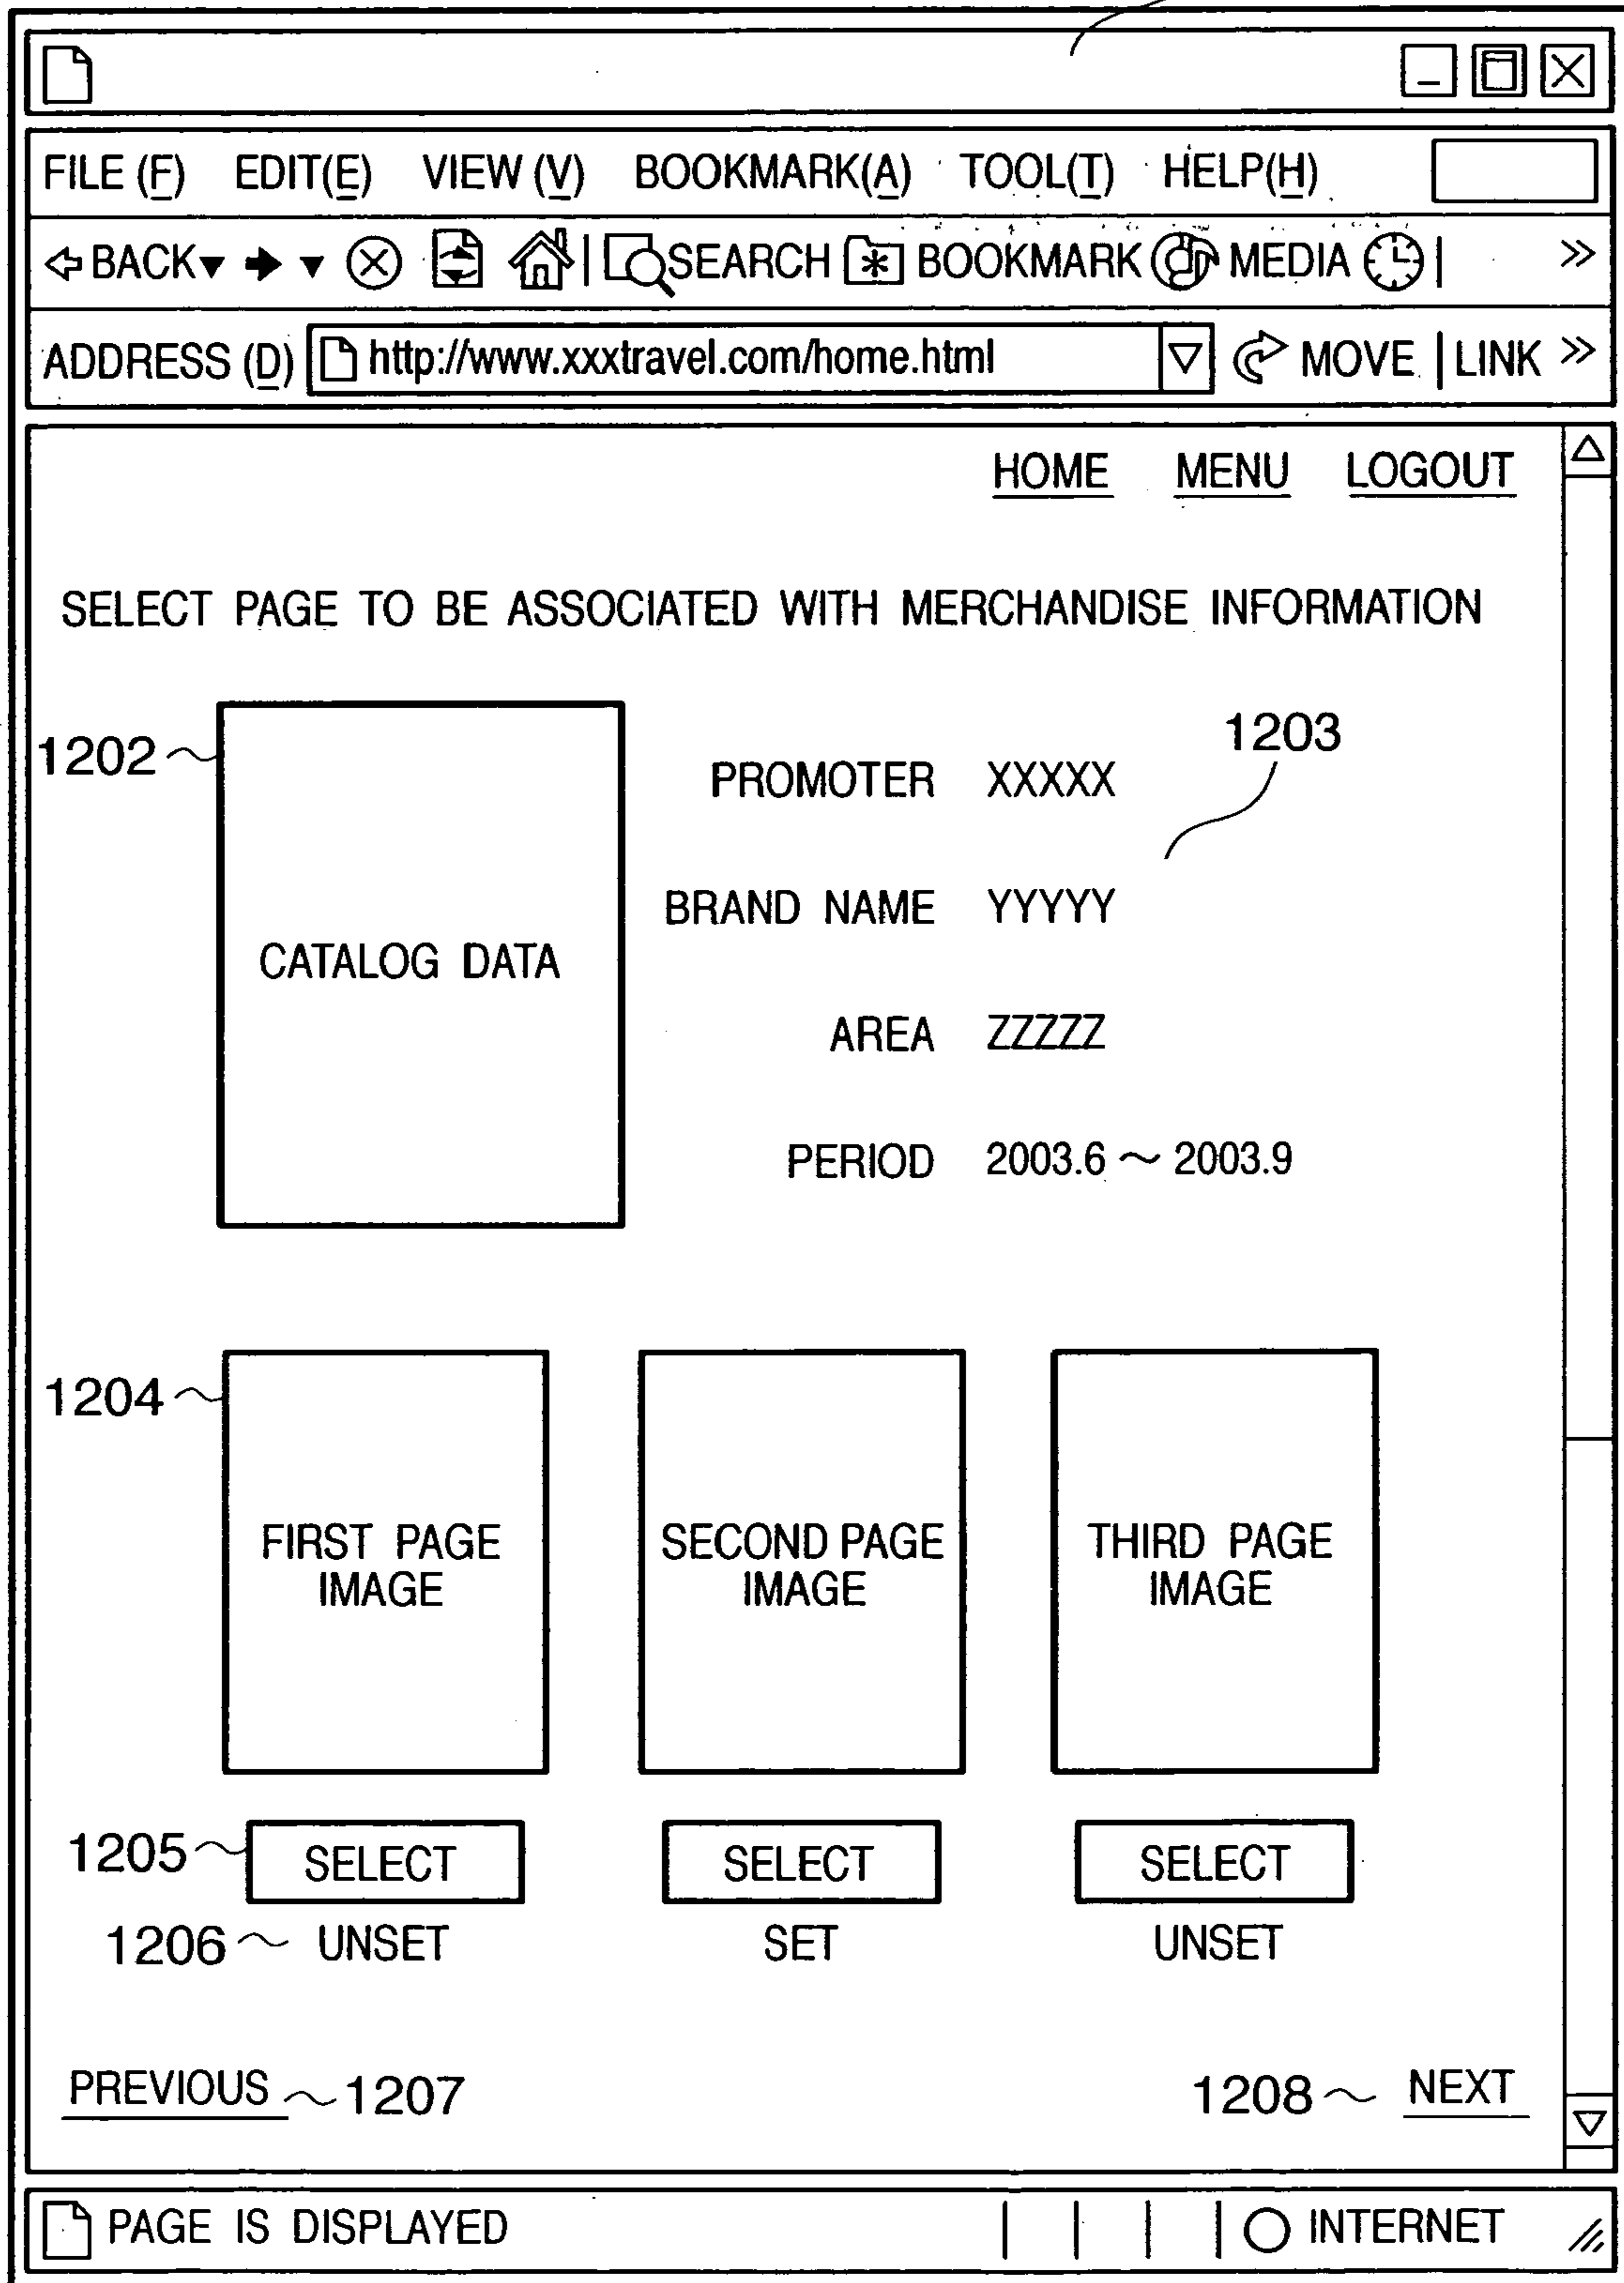 FILE (F) EDIT(E) VIEW (V) BOOKMARK(A) TOOL(T) HELP(H)
BACK SEARCH BOOKMARK MEDIA »
ADDRESS (D) http://www.xxxtravel.com/home.html MOVE LINK »
HOME MENU LOGOUT
SELECT PAGE TO BE ASSOCIATED WITH MERCHANDISE INFORMATION
1203
1202
PROMOTER XXXXX
BRAND NAME YYYYY
CATALOG DATA
AREA ZZZZZ
PERIOD 2003.6 ~ 2003.9
1204
FIRST PAGE IMAGE
SECOND PAGE IMAGE
THIRD PAGE IMAGE
1205 SELECT SELECT SELECT
1206 UNSET SET UNSET
PREVIOUS 1207 1208 NEXT
PAGE IS DISPLAYED INTERNET